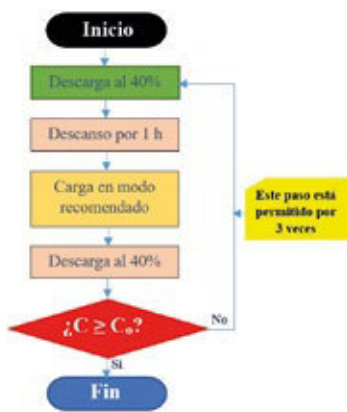 Inicio
Descarga al 40%
Descanso por 1 h
Carga en modo
recomendado
Este paso está
permitido por
3 veces
Descarga al 40%
¿C ≥ Cₒ?
No
Si
Fin